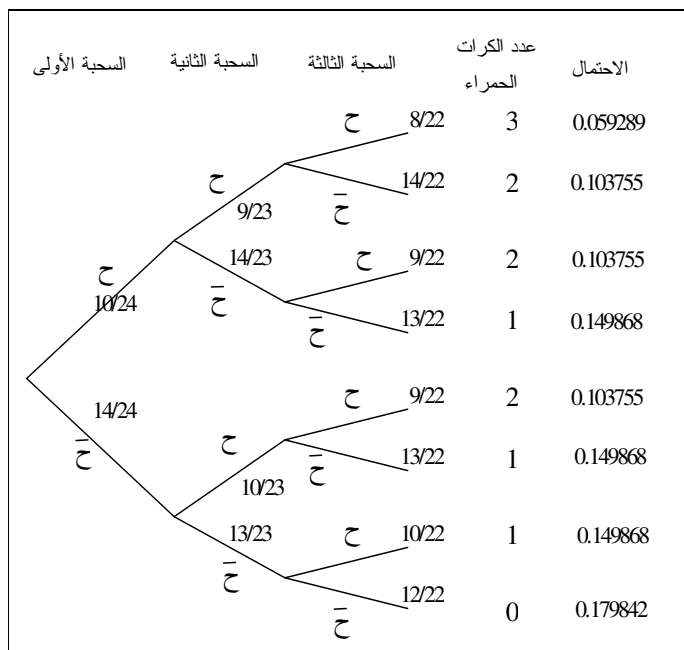 السحبة الأولى السحبة الثانية السحبة الثالثة عدد الكرات الحمراء الاحتمال
ح 8/22 3 0.059289
ح 9/23
ح̄ 14/22 2 0.103755
ح 10/24
ح̄ 14/23
ح 9/22 2 0.103755
ح̄ 13/22 1 0.149868
ح̄ 14/24
ح 9/22 2 0.103755
ح 10/23
ح̄ 13/22 1 0.149868
ح̄ 13/23
ح 10/22 1 0.149868
ح̄ 12/22 0 0.179842